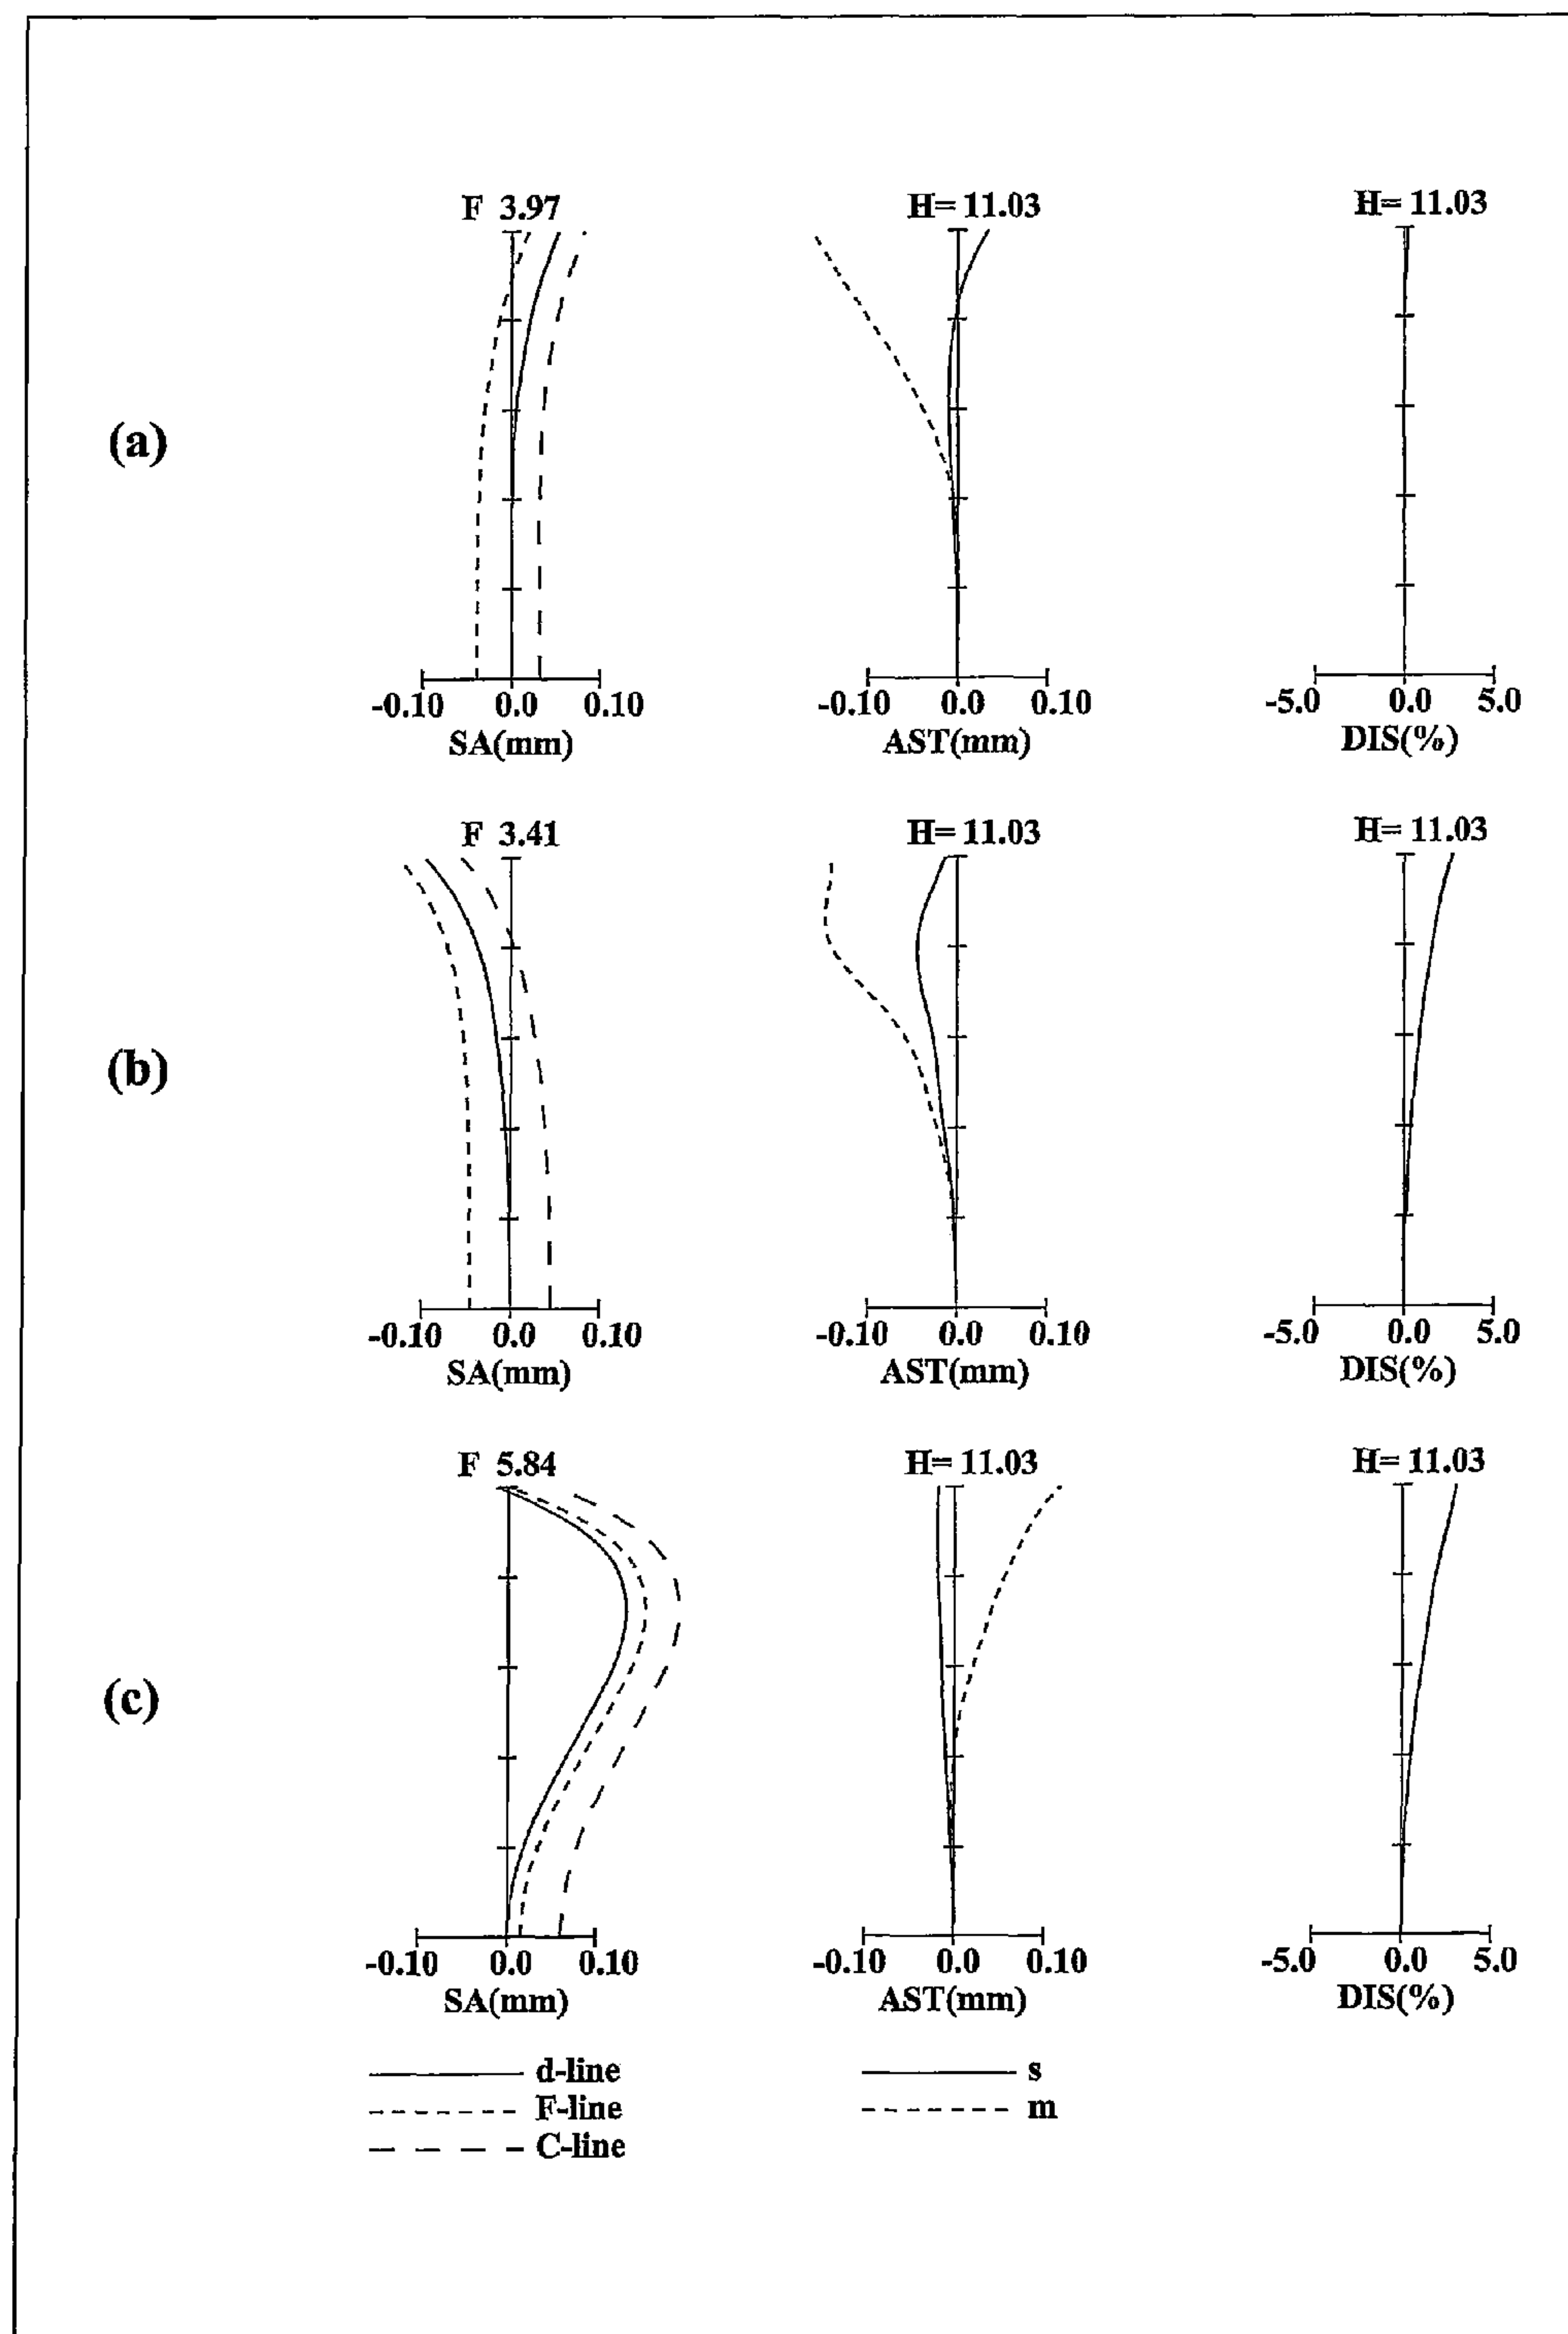 F 3.97
H= 11.03
H= 11.03
(a)
-0.10 0.0 0.10
SA(mm)
-0.10 0.0 0.10
AST(mm)
-5.0 0.0 5.0
DIS(%)
F 3.41
H= 11.03
H= 11.03
(b)
-0.10 0.0 0.10
SA(mm)
-0.10 0.0 0.10
AST(mm)
-5.0 0.0 5.0
DIS(%)
F 5.84
H= 11.03
H= 11.03
(c)
-0.10 0.0 0.10
SA(mm)
-0.10 0.0 0.10
AST(mm)
-5.0 0.0 5.0
DIS(%)
d-line
F-line
C-line
s
m